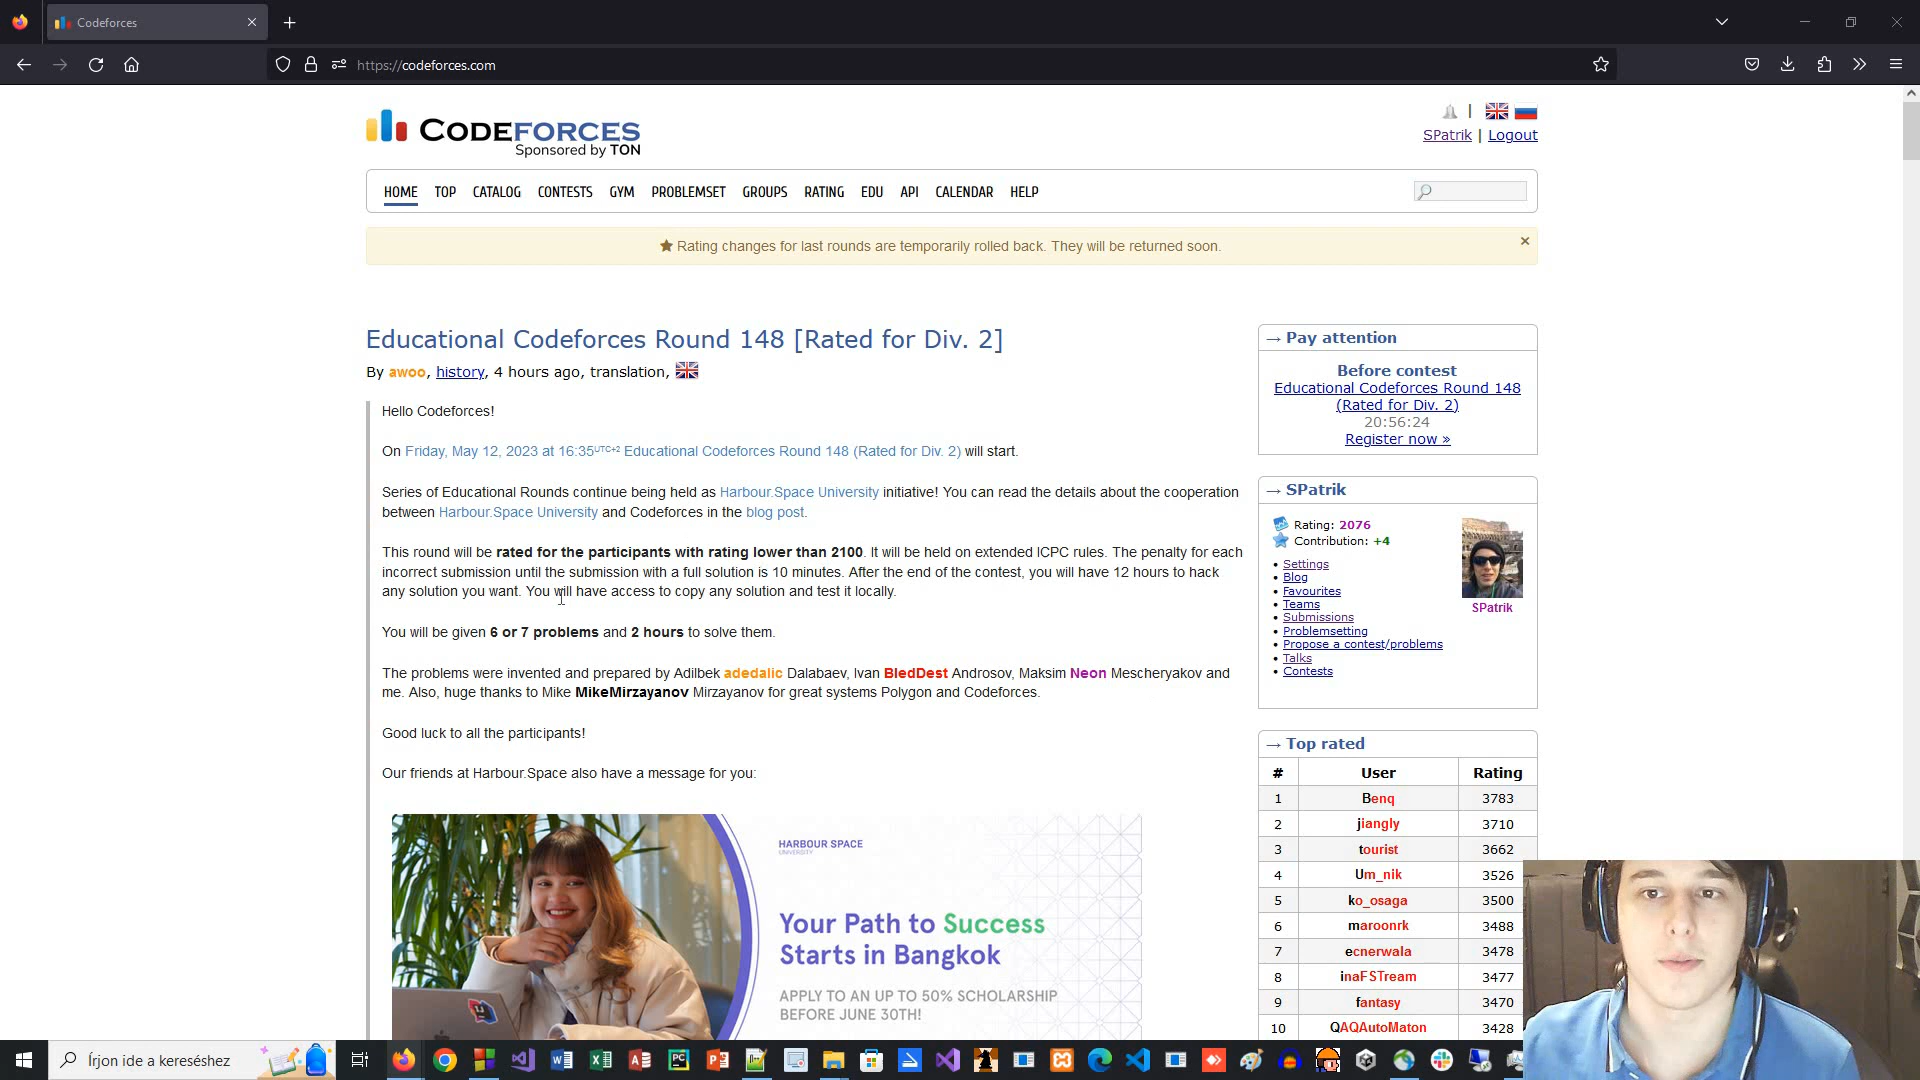 Codeforces
https://codeforces.com
CODEFORCES
Sponsored by TON
|
SPatrik | Logout
HOME TOP CATALOG CONTESTS GYM PROBLEMSET GROUPS RATING EDU API CALENDAR HELP
Rating changes for last rounds are temporarily rolled back. They will be returned soon.
Educational Codeforces Round 148 [Rated for Div. 2]
By awoo, history, 4 hours ago, translation,
Hello Codeforces!
On Friday, May 12, 2023 at 16:35UTC+2 Educational Codeforces Round 148 (Rated for Div. 2) will start.
Series of Educational Rounds continue being held as Harbour.Space University initiative! You can read the details about the cooperation
between Harbour.Space University and Codeforces in the blog post.
This round will be rated for the participants with rating lower than 2100. It will be held on extended ICPC rules. The penalty for each
incorrect submission until the submission with a full solution is 10 minutes. After the end of the contest, you will have 12 hours to hack
any solution you want. You will have access to copy any solution and test it locally.
You will be given 6 or 7 problems and 2 hours to solve them.
The problems were invented and prepared by Adilbek adedalic Dalabaev, Ivan BledDest Androsov, Maksim Neon Mescheryakov and
me. Also, huge thanks to Mike MikeMirzayanov Mirzayanov for great systems Polygon and Codeforces.
Good luck to all the participants!
Our friends at Harbour.Space also have a message for you:
HARBOUR SPACE
UNIVERSITY
Your Path to Success
Starts in Bangkok
APPLY TO AN UP TO 50% SCHOLARSHIP
BEFORE JUNE 30TH!
→ Pay attention
Before contest
Educational Codeforces Round 148
(Rated for Div. 2)
20:56:24
Register now »
→ SPatrik
Rating: 2076
Contribution: +4
• Settings
• Blog
• Favourites
• Teams
• Submissions
• Problemsetting
• Propose a contest/problems
• Talks
• Contests
SPatrik
→ Top rated
# User Rating
1 Benq 3783
2 jiangly 3710
3 tourist 3662
4 Um_nik 3526
5 ko_osaga 3500
6 maroonrk 3488
7 ecnerwala 3478
8 inaFSTream 3477
9 fantasy 3470
10 QAQAutoMaton 3428
Írjon ide a kereséshez